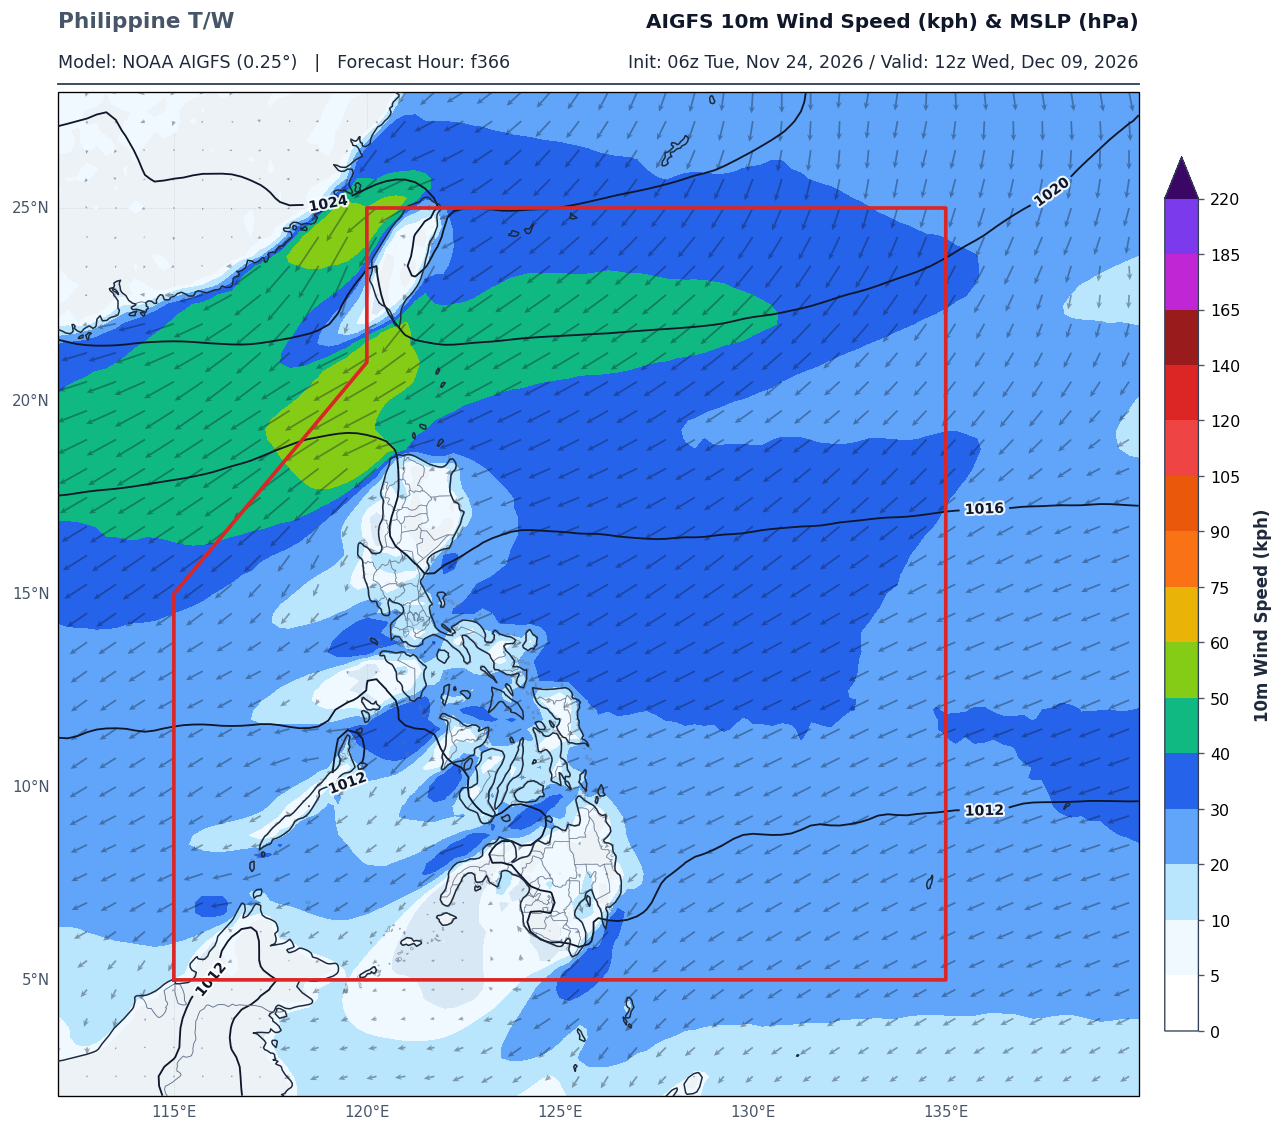 Philippine T/W
AIGFS 10m Wind Speed (kph) & MSLP (hPa)
Model: NOAA AIGFS (0.25°) | Forecast Hour: f366
Init: 06z Tue, Nov 24, 2026 / Valid: 12z Wed, Dec 09, 2026
25°N
20°N
15°N
10°N
5°N
115°E
120°E
125°E
130°E
135°E
1024
1020
1016
1012
1012
1012
220
185
165
140
120
105
90
75
60
50
40
30
20
10
5
0
10m Wind Speed (kph)